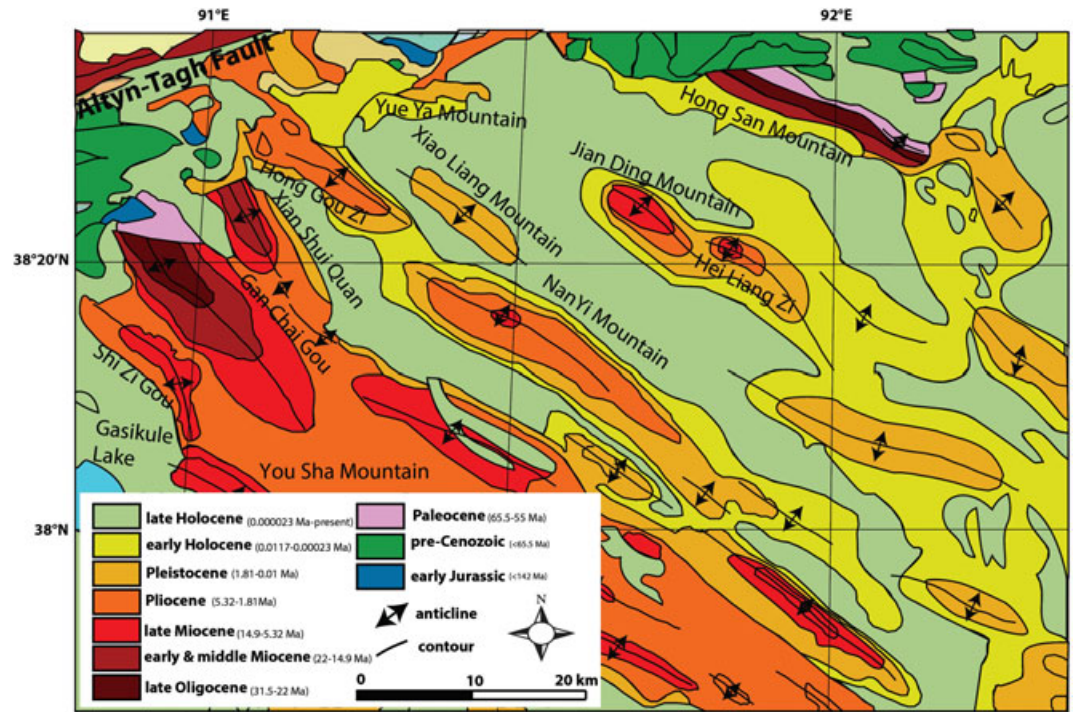 91°E
92°E
Altyn-Tagh Fault
Yue Ya Mountain
Hong San Mountain
Xiao Liang Mountain
Jian Ding Mountain
Hong Gou Zi
Xian Shui Quan
38°20'N
Hei Liang Zi
Gan Chai Gou
NanYi Mountain
Shi Zi Gou
Gasikule
Lake
You Sha Mountain
38°N
late Holocene (0.000023 Ma-present)
early Holocene (0.0117-0.00023 Ma)
Pleistocene (1.81-0.01 Ma)
Pliocene (5.32-1.81Ma)
late Miocene (14.9-5.32 Ma)
early & middle Miocene (22-14.9 Ma)
late Oligocene (31.5-22 Ma)
Paleocene (65.5-55 Ma)
pre-Cenozoic (<65.5 Ma)
early Jurassic (<142 Ma)
anticline
contour
N
0 10 20 km